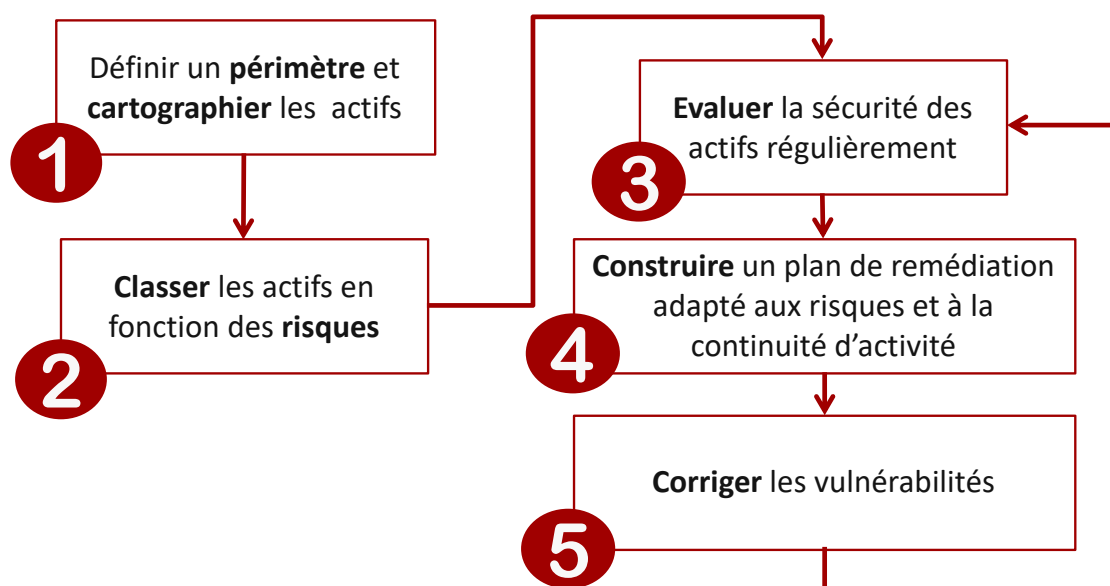 Définir un périmètre et
cartographier les actifs
1
Classer les actifs en
fonction des risques
2
Evaluer la sécurité des
actifs régulièrement
3
Construire un plan de remédiation
adapté aux risques et à la
continuité d’activité
4
Corriger les vulnérabilités
5